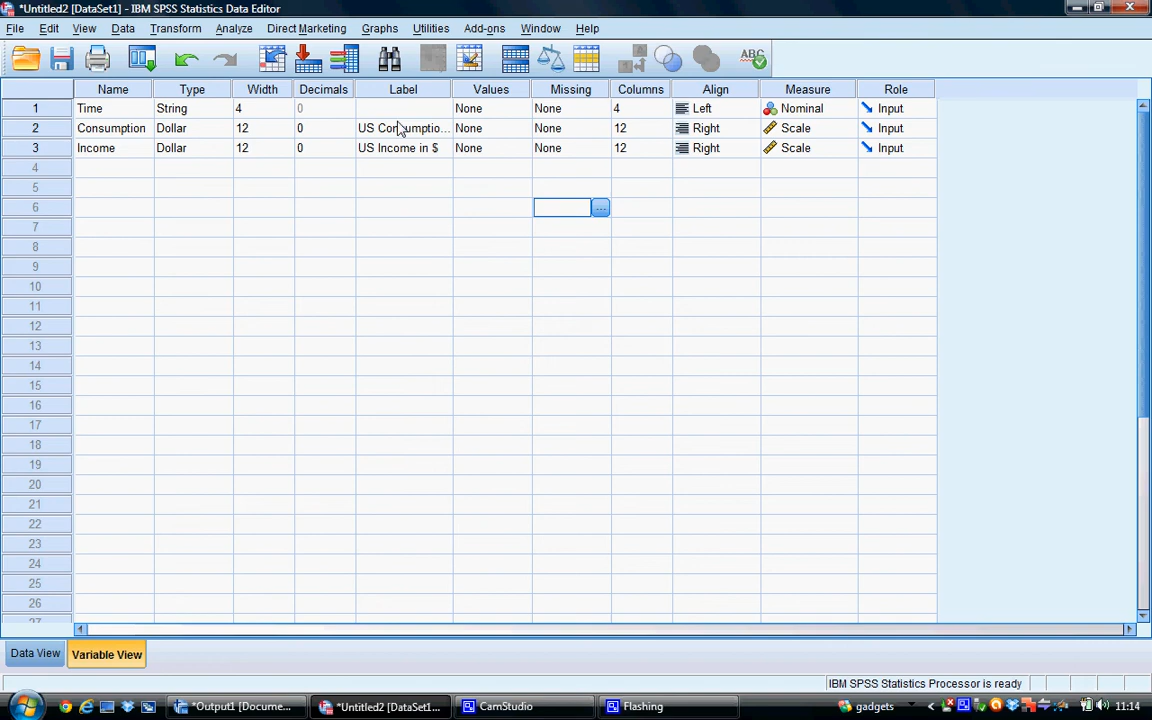 *Untitled2 [DataSet1] - IBM SPSS Statistics Data Editor
File Edit View Data Transform Analyze Direct Marketing Graphs Utilities Add-ons Window Help
ABC
Name Type Width Decimals Label Values Missing Columns Align Measure Role
1 Time String 4 0 None None 4 Left Nominal Input
2 Consumption Dollar 12 0 US Consumptio... None None 12 Right Scale Input
3 Income Dollar 12 0 US Income in $ None None 12 Right Scale Input
4
5
6 ...
7
8
9
10
11
12
13
14
15
16
17
18
19
20
21
22
23
24
25
26
27
Data View Variable View
IBM SPSS Statistics Processor is ready
*Output1 [Docume... *Untitled2 [DataSet1... CamStudio Flashing gadgets 11:14